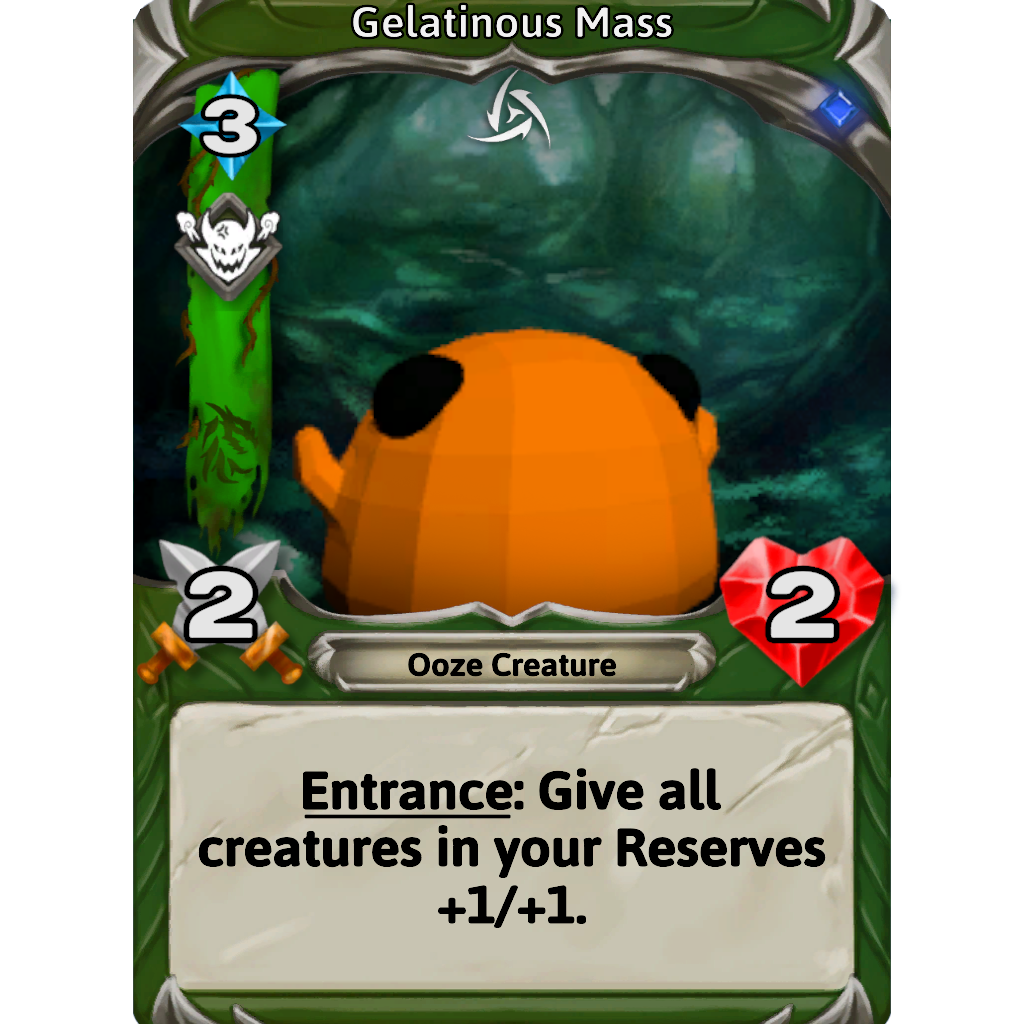 Gelatinous Mass
3
2
2
Ooze Creature
Entrance: Give all
creatures in your Reserves
+1/+1.